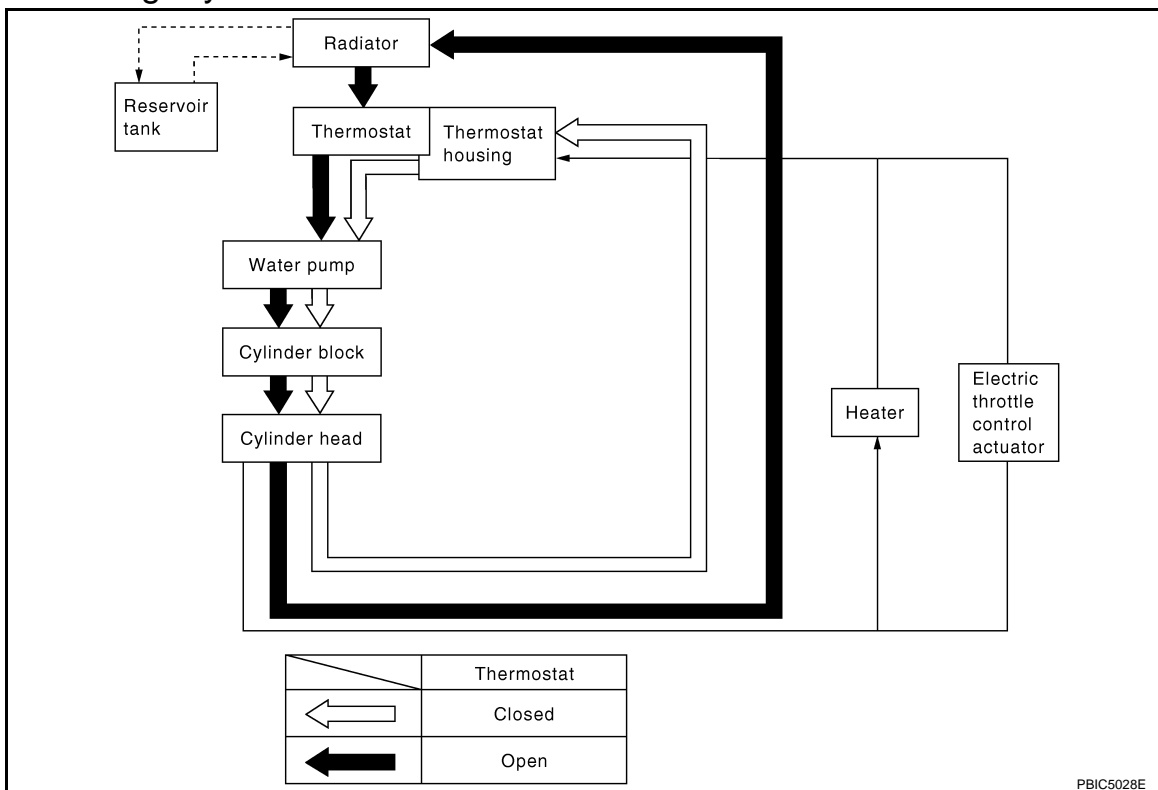 Radiator
Reservoir
tank
Thermostat
Thermostat
housing
Water pump
Cylinder block
Cylinder head
Heater
Electric
throttle
control
actuator
Thermostat
Closed
Open
PBIC5028E